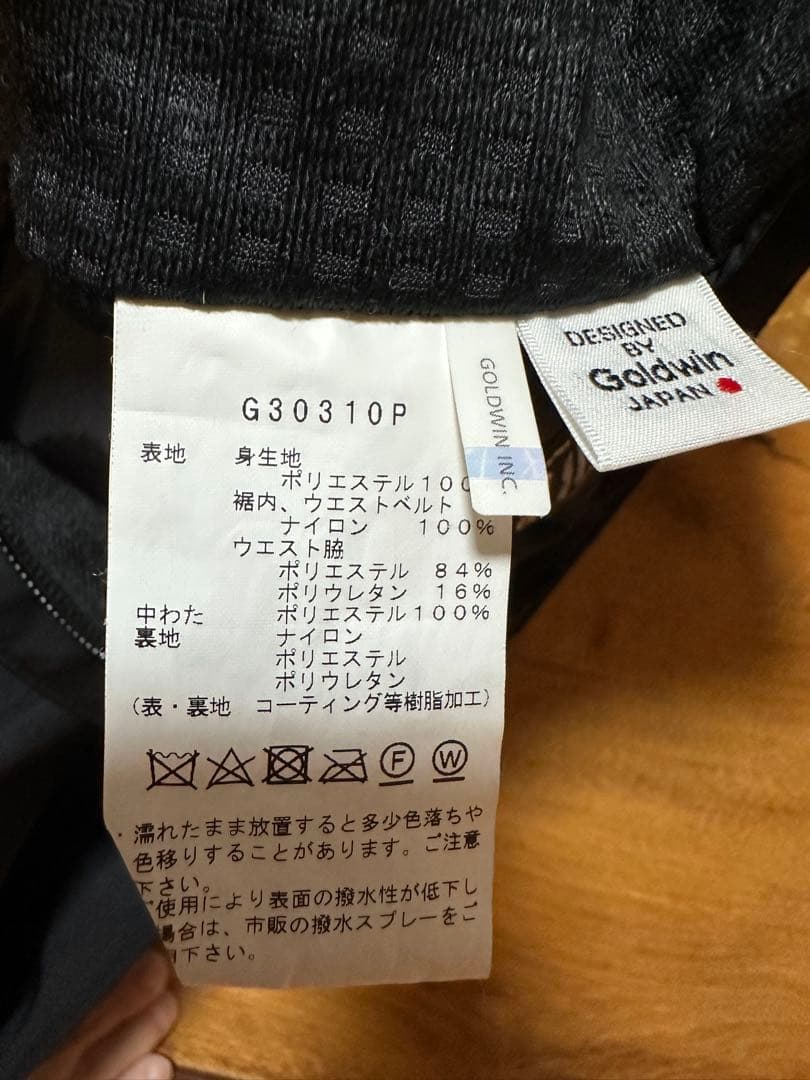 G30310P
表地 身生地
ポリエステル100
裾内、ウエストベルト
ナイロン 100%
ウエスト脇
ポリエステル 84%
ポリウレタン 16%
中わた ポリエステル100%
裏地 ナイロン
ポリエステル
ポリウレタン
(表・裏地 コーティング等樹脂加工)
F W
・濡れたまま放置すると多少色落ちや
色移りすることがあります。ご注意
下さい。
ご使用により表面の撥水性が低下し
場合は、市販の撥水スプレーをご
下さい。
GOLDWIN INC.
DESIGNED
BY
Goldwin
JAPAN